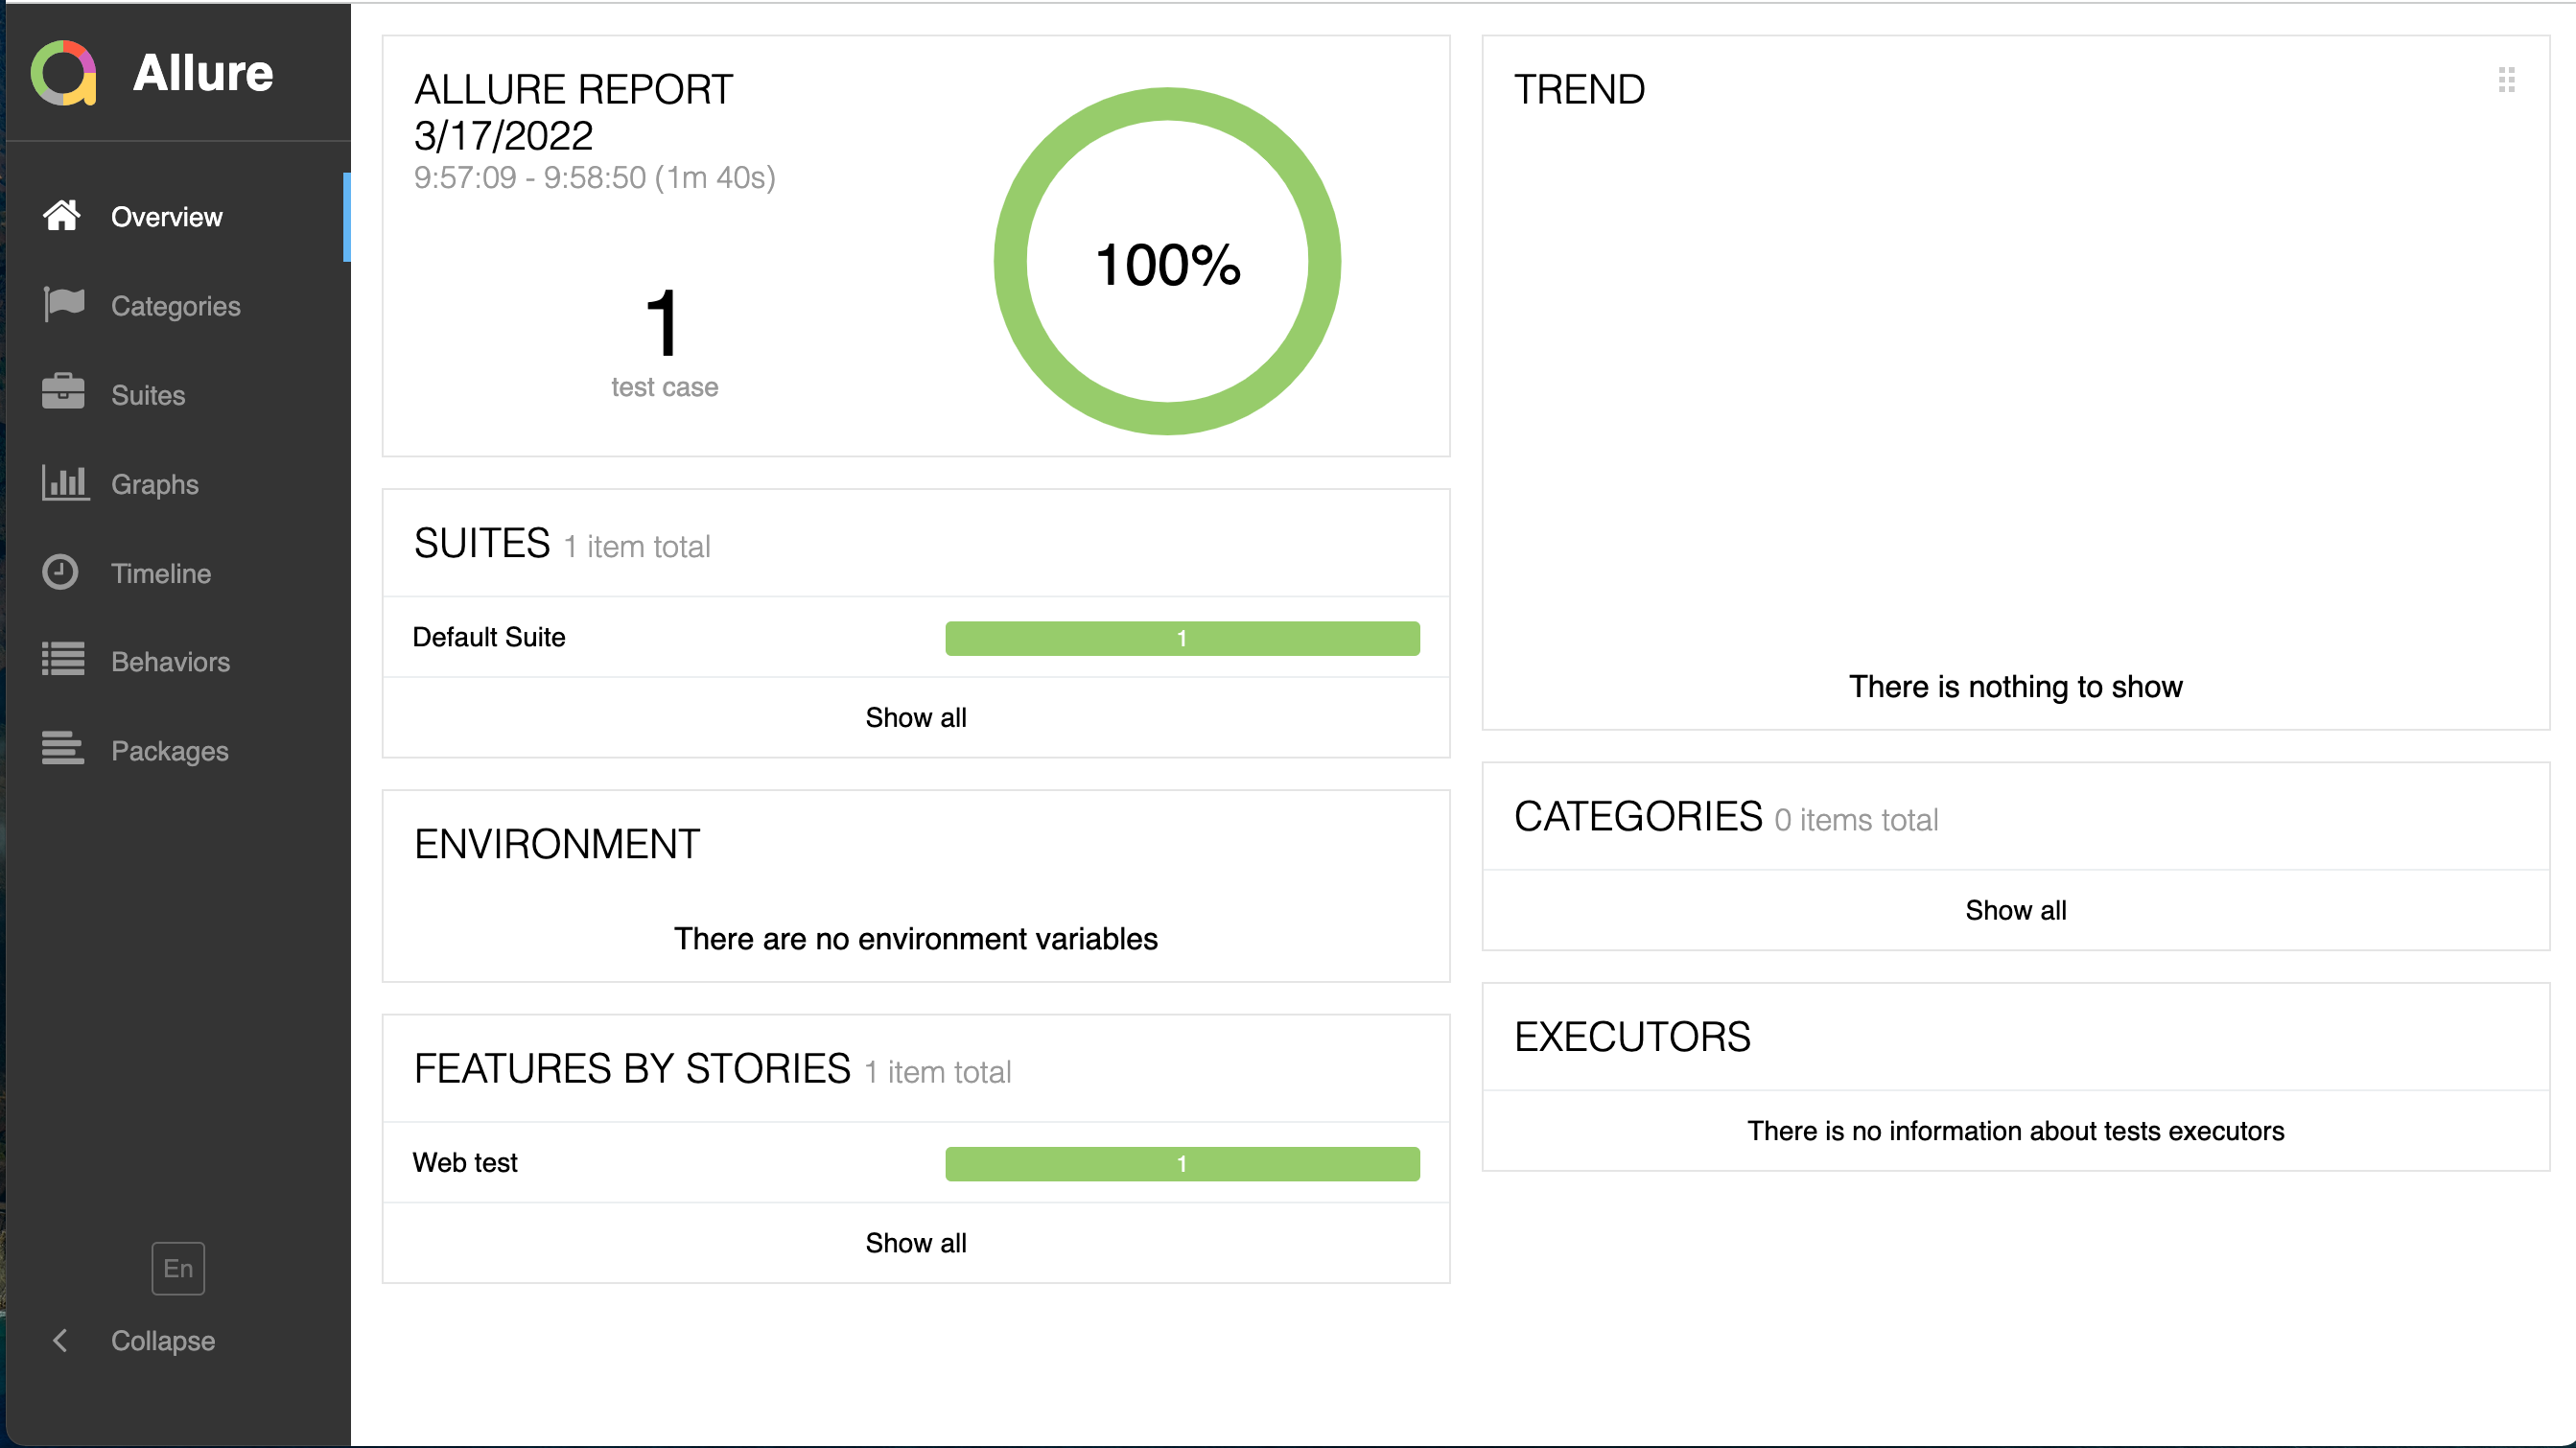 Allure
Overview
Categories
Suites
Graphs
Timeline
Behaviors
Packages
En
Collapse
ALLURE REPORT
3/17/2022
9:57:09 - 9:58:50 (1m 40s)
1
test case
100%
SUITES 1 item total
Default Suite 1
Show all
ENVIRONMENT
There are no environment variables
FEATURES BY STORIES 1 item total
Web test 1
Show all
TREND
There is nothing to show
CATEGORIES 0 items total
Show all
EXECUTORS
There is no information about tests executors